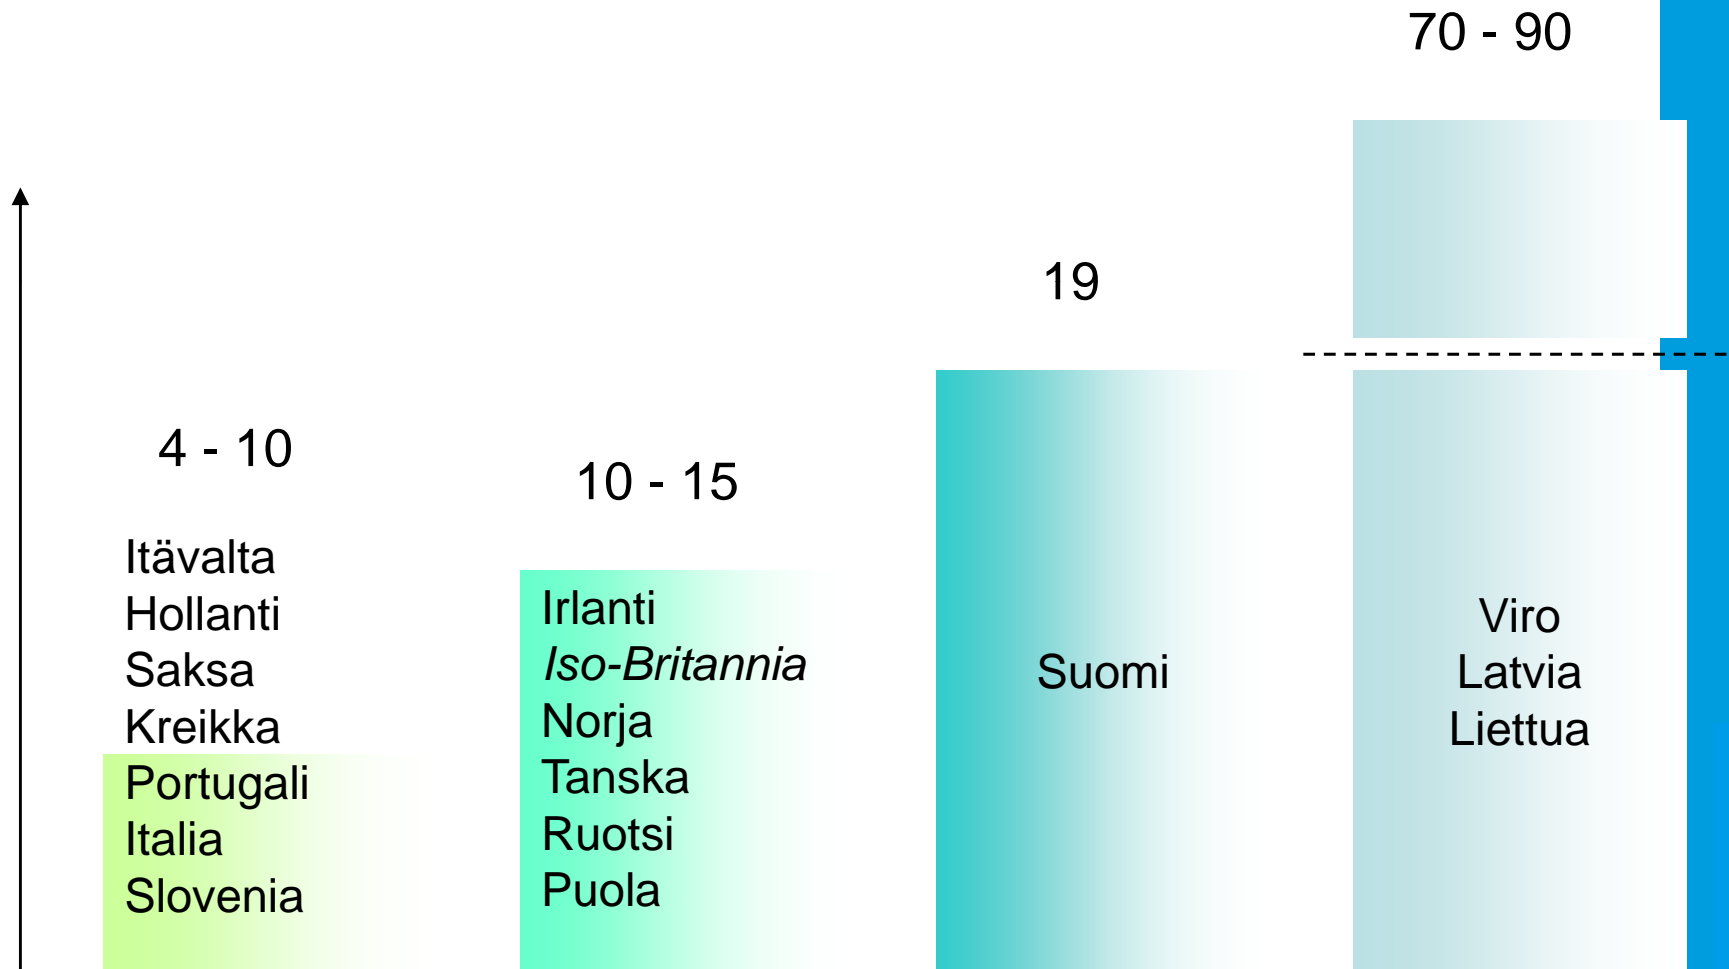 70 - 90
19
4 - 10
10 - 15
Itävalta
Hollanti
Saksa
Kreikka
Portugali
Italia
Slovenia
Irlanti
Iso-Britannia
Norja
Tanska
Ruotsi
Puola
Suomi
Viro
Latvia
Liettua